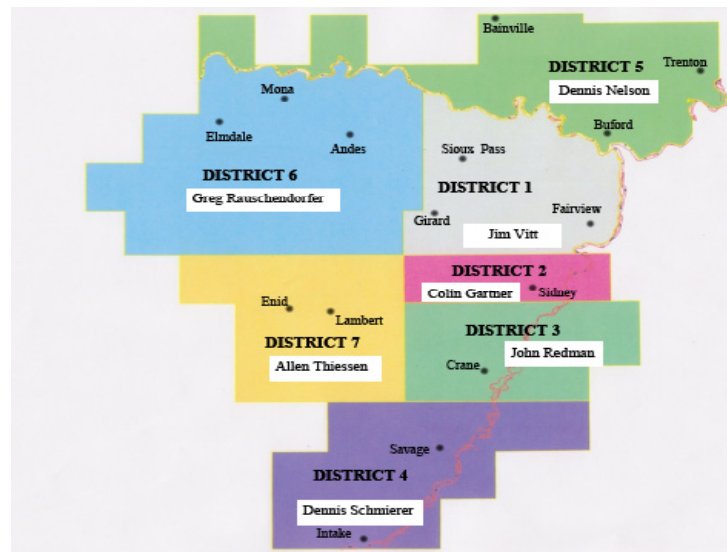 Bainville
DISTRICT 5
Trenton
Dennis Nelson
Mona
Elmdale
Andes
Buford
Sioux Pass
DISTRICT 6
Greg Rauschendorfer
DISTRICT 1
Girard
Fairview
Jim Vitt
DISTRICT 2
Colin Gartner
Sidney
Enid
Lambert
DISTRICT 3
DISTRICT 7
John Redman
Allen Thiessen
Crane
Savage
DISTRICT 4
Dennis Schmierer
Intake